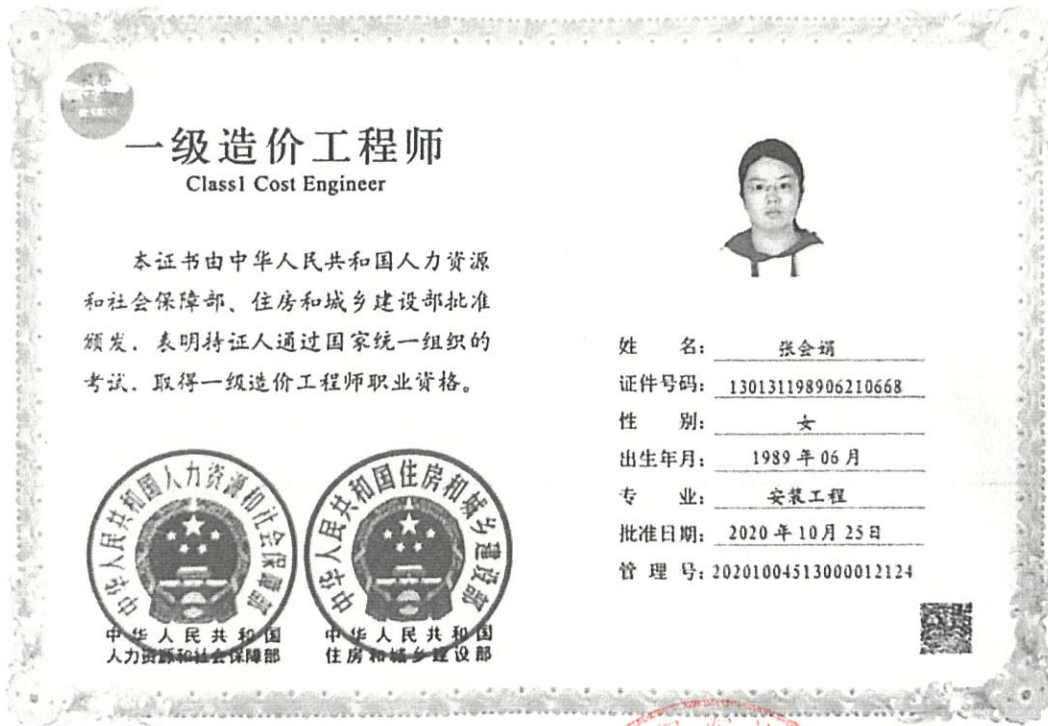 一级造价工程师
Class1 Cost Engineer
本证书由中华人民共和国人力资源
和社会保障部、住房和城乡建设部批准
颁发.表明持证人通过国家统一组织的
考试.取得一级造价工程师职业资格。
中华人民共和国人力资源和社会保障部
中华人民共和国
人力资源和社会保障部
中华人民共和国住房和城乡建设部
中华人民共和国
住房和城乡建设部
姓 名: 张会娟
证件号码: 130131198906210668
性 别: 女
出生年月: 1989年06月
专 业: 安装工程
批准日期: 2020年10月25日
管 理 号: 20201004513000012124